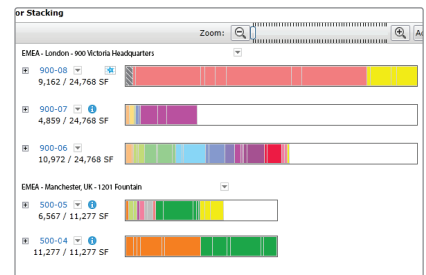 or Stacking
Zoom:
EMEA - London - 900 Victoria Headquarters
900-08
9,162 / 24,768 SF
900-07
4,859 / 24,768 SF
900-06
10,972 / 24,768 SF
EMEA - Manchester, UK - 1201 Fountain
500-05
6,567 / 11,277 SF
500-04
11,277 / 11,277 SF